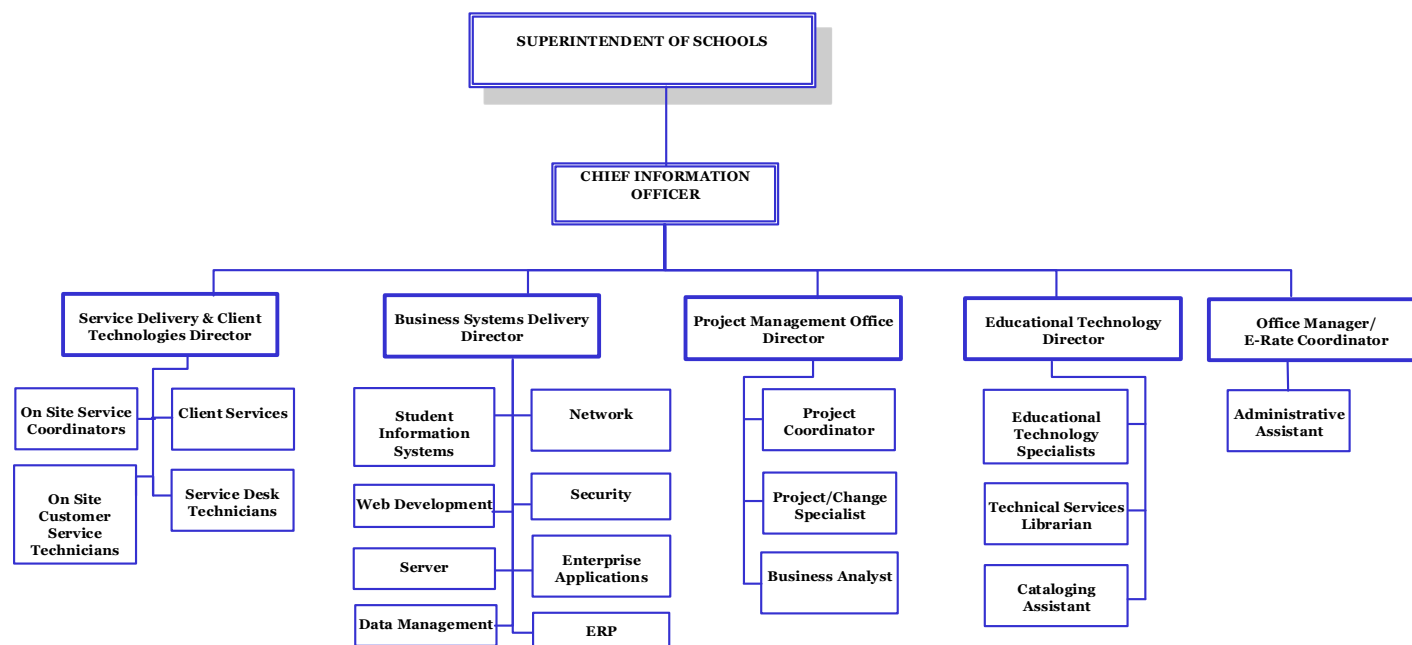 SUPERINTENDENT OF SCHOOLS
CHIEF INFORMATION
OFFICER
Service Delivery & Client
Technologies Director
Business Systems Delivery
Director
Project Management Office
Director
Educational Technology
Director
Office Manager/
E-Rate Coordinator
On Site Service
Coordinators
Client Services
On Site
Customer
Service
Technicians
Service Desk
Technicians
Student
Information
Systems
Network
Web Development
Security
Server
Enterprise
Applications
Data Management
ERP
Project
Coordinator
Project/Change
Specialist
Business Analyst
Educational
Technology
Specialists
Technical Services
Librarian
Cataloging
Assistant
Administrative
Assistant